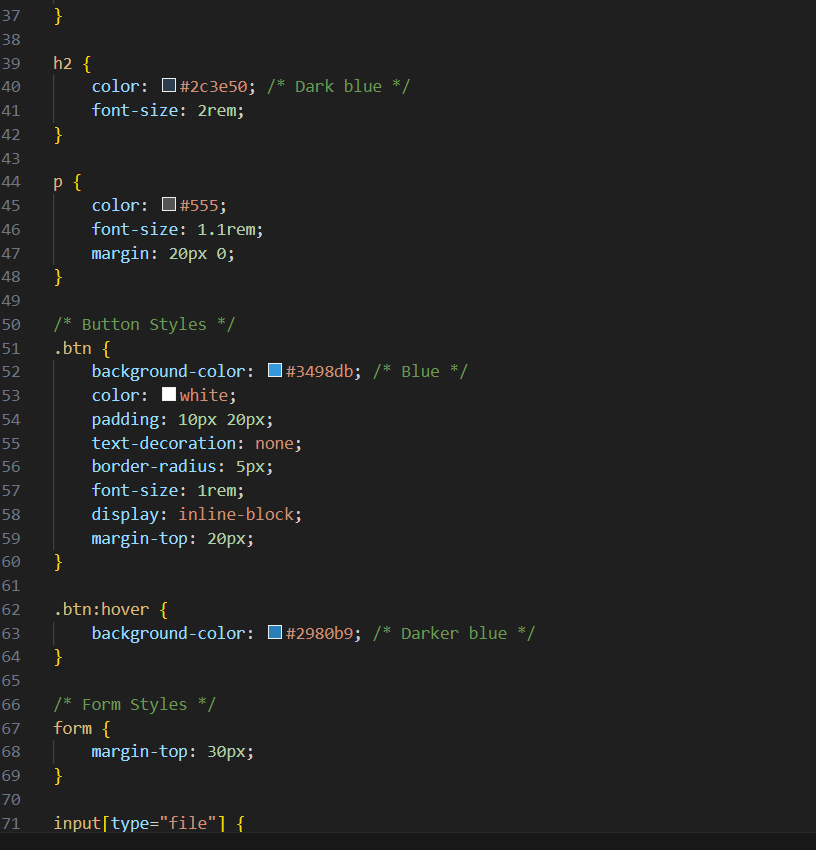 37 }
38
39 h2 {
40     color: #2c3e50; /* Dark blue */
41     font-size: 2rem;
42 }
43
44 p {
45     color: #555;
46     font-size: 1.1rem;
47     margin: 20px 0;
48 }
49
50 /* Button Styles */
51 .btn {
52     background-color: #3498db; /* Blue */
53     color: white;
54     padding: 10px 20px;
55     text-decoration: none;
56     border-radius: 5px;
57     font-size: 1rem;
58     display: inline-block;
59     margin-top: 20px;
60 }
61
62 .btn:hover {
63     background-color: #2980b9; /* Darker blue */
64 }
65
66 /* Form Styles */
67 form {
68     margin-top: 30px;
69 }
70
71 input[type="file"] {